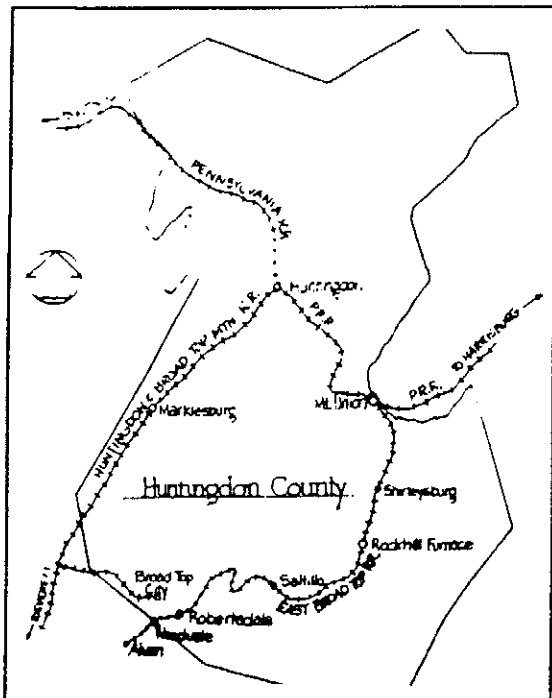 PENNSYLVANIA R.R.
Huntingdon
P.R.R.
HUNTINGDON & BROAD TOP MTN R.R.
TO HARRISBURG
P.R.R.
Mt. Union
Marklesburg
Huntingdon County
Shirleysburg
Rockhill Furnace
Broad Top
City
Saltillo
EAST BROAD TOP R.R.
Robertsdale
Woodvale
Alvan